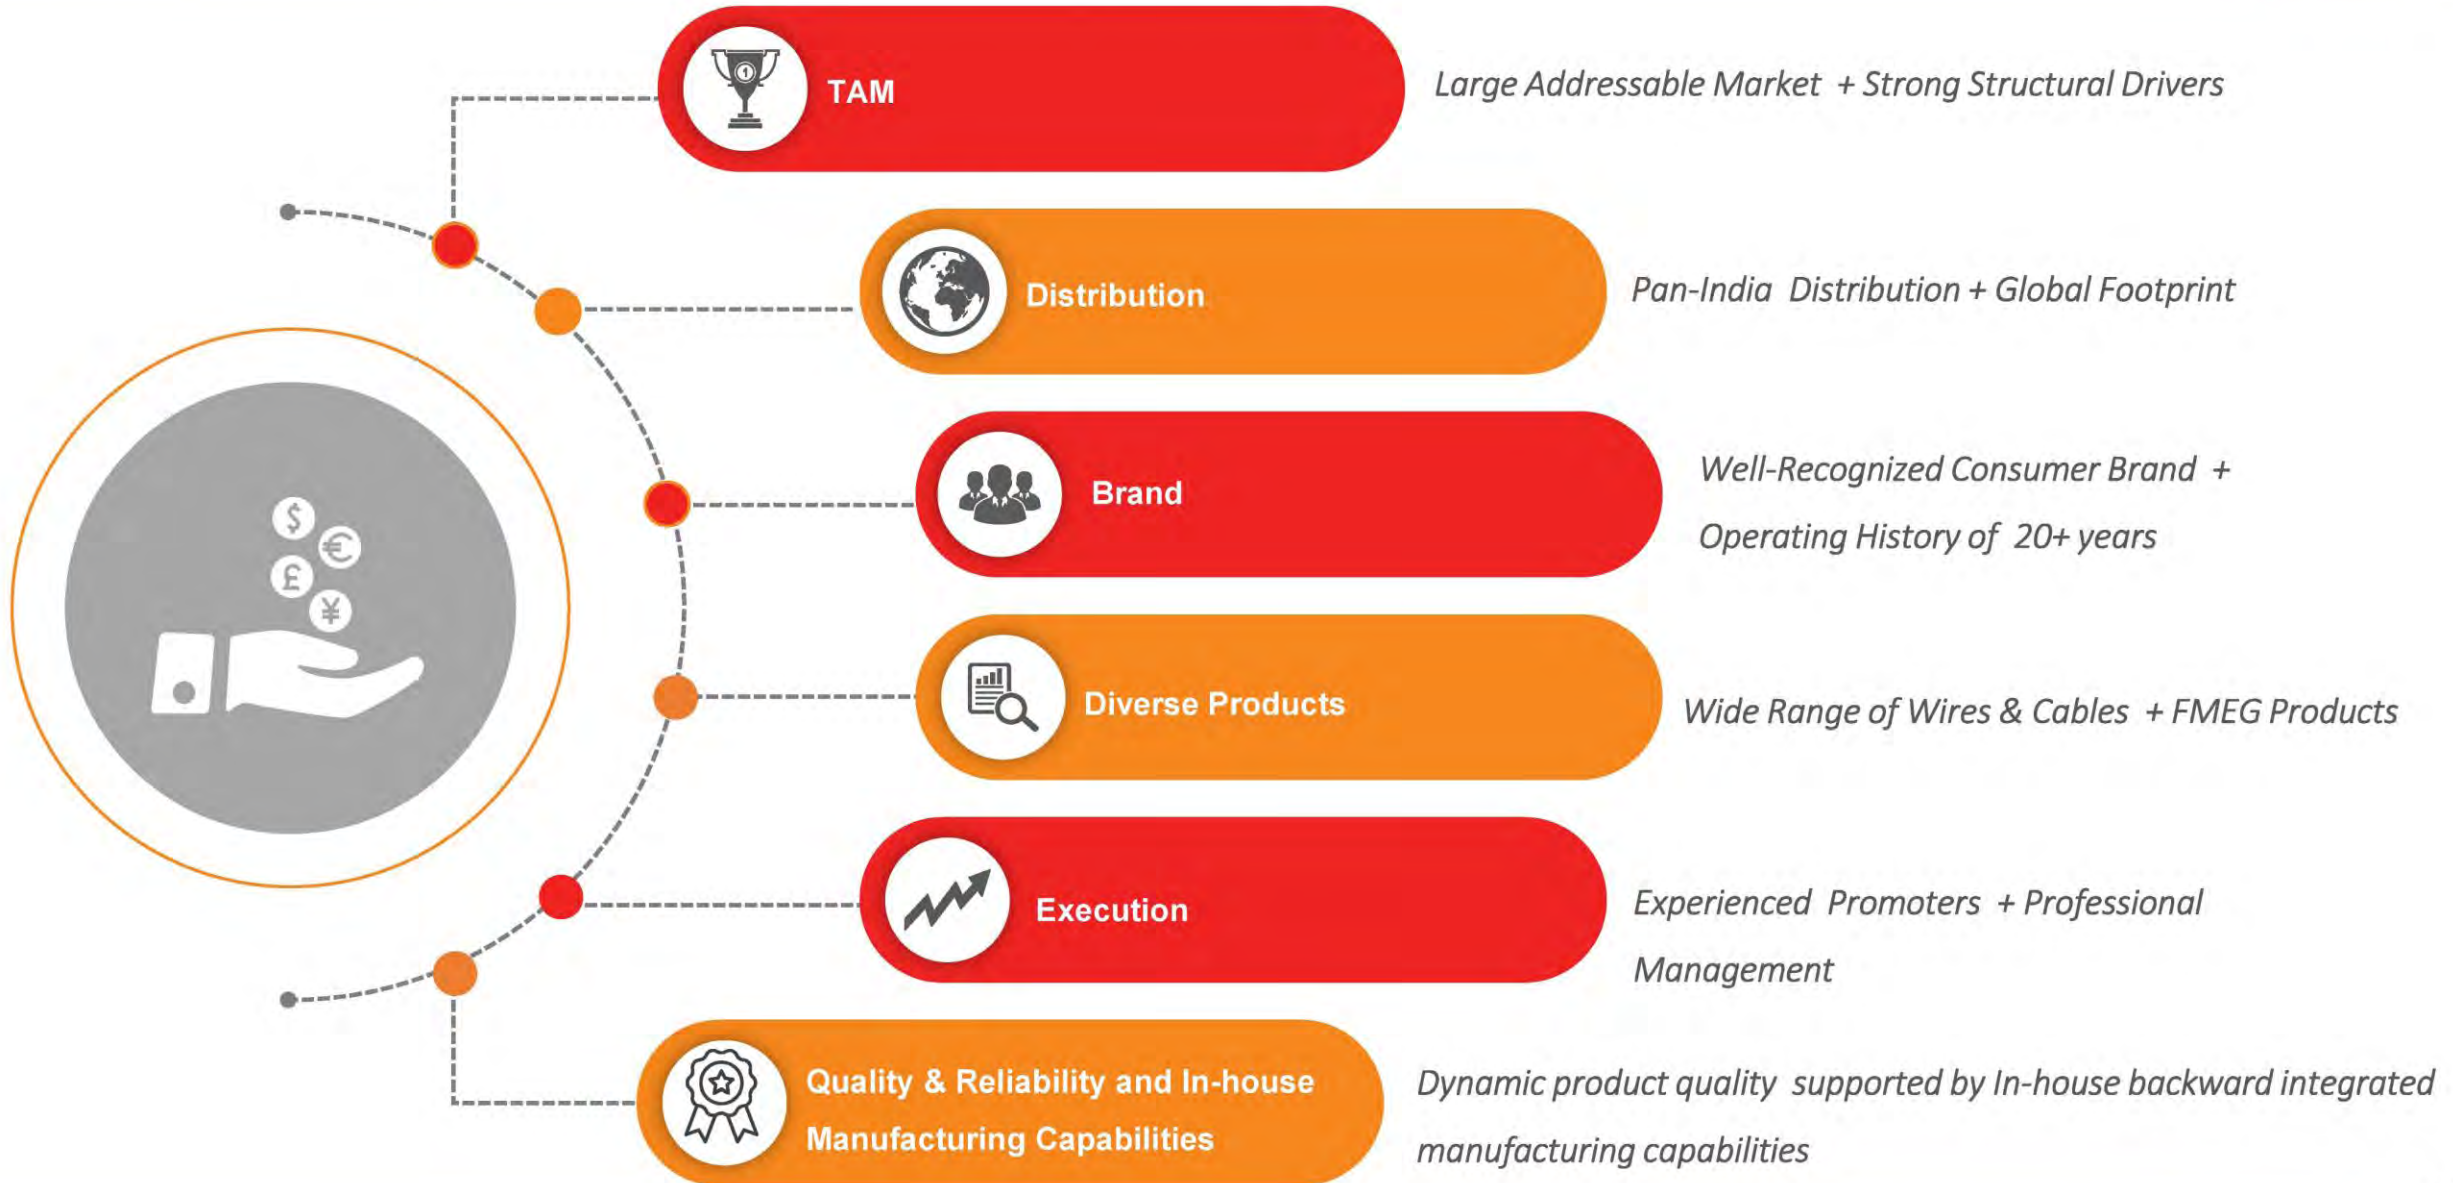 TAM
Large Addressable Market + Strong Structural Drivers
Distribution
Pan-India Distribution + Global Footprint
Brand
Well-Recognized Consumer Brand +
Operating History of 20+ years
Diverse Products
Wide Range of Wires & Cables + FMEG Products
Execution
Experienced Promoters + Professional
Management
Quality & Reliability and In-house
Manufacturing Capabilities
Dynamic product quality supported by In-house backward integrated
manufacturing capabilities
$
€
£
¥
1